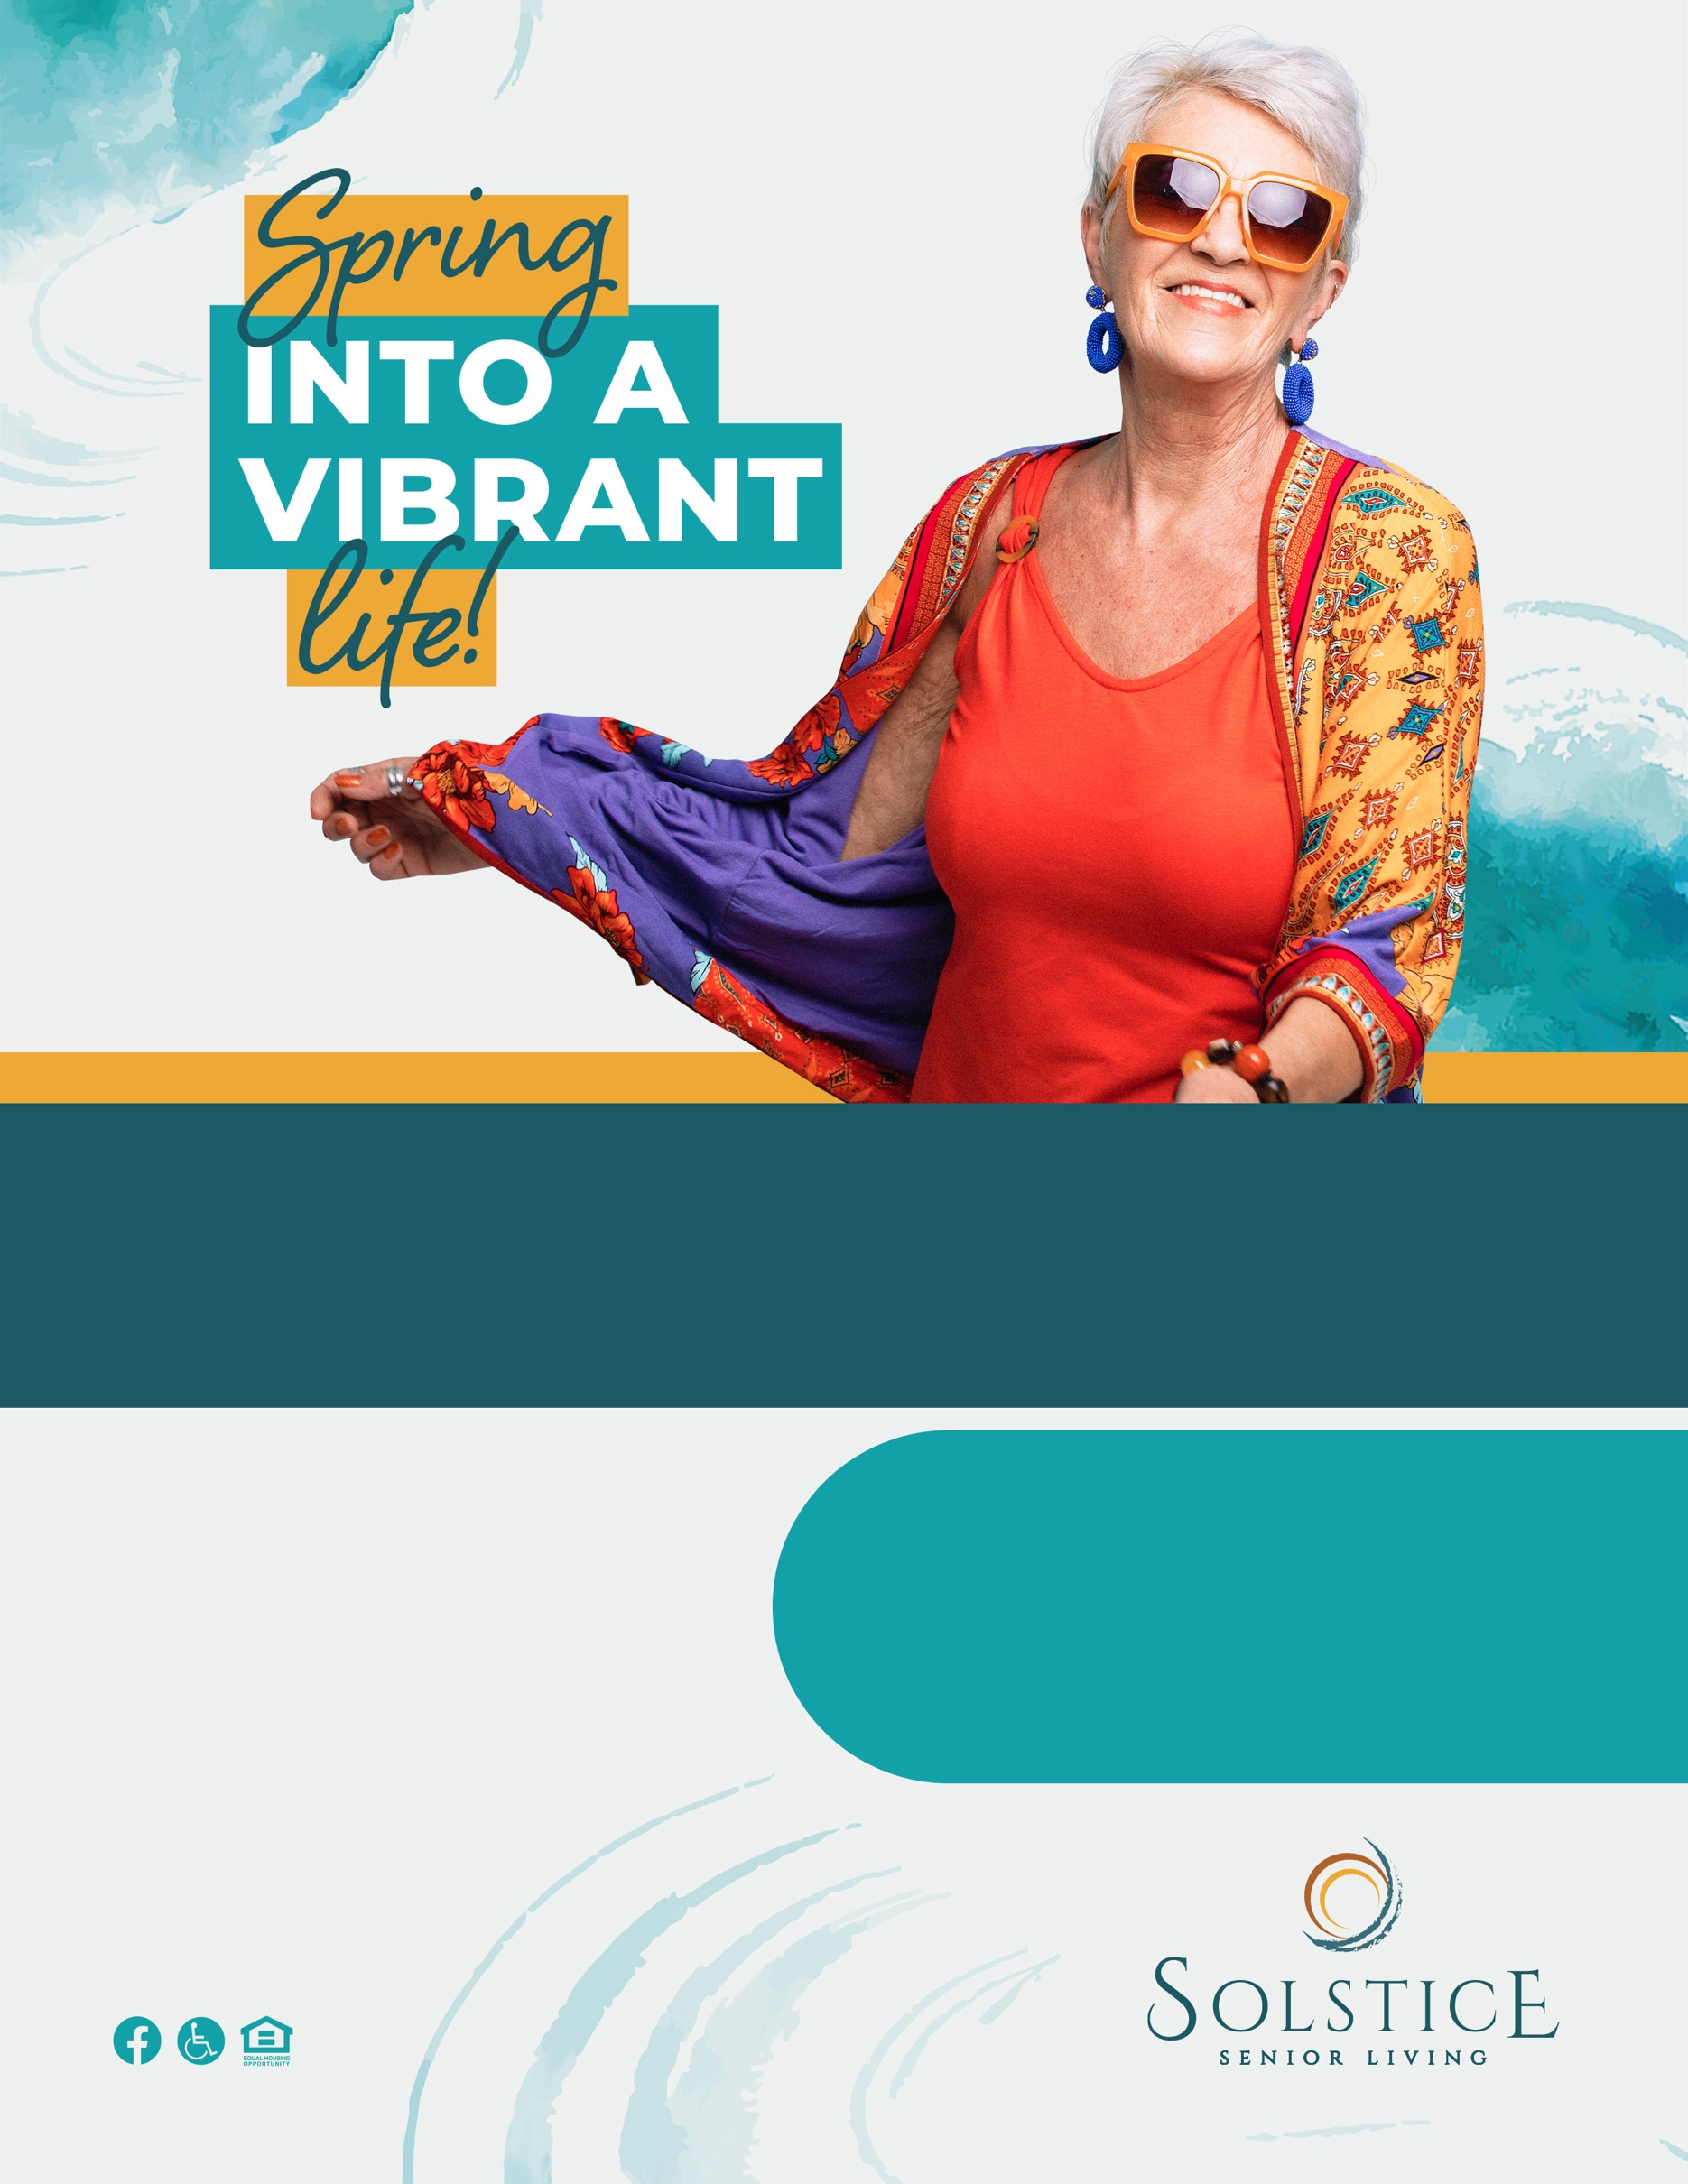 Spring
INTO A
VIBRANT
life!
EQUAL HOUSING
OPPORTUNITY
SOLSTICE
SENIOR LIVING